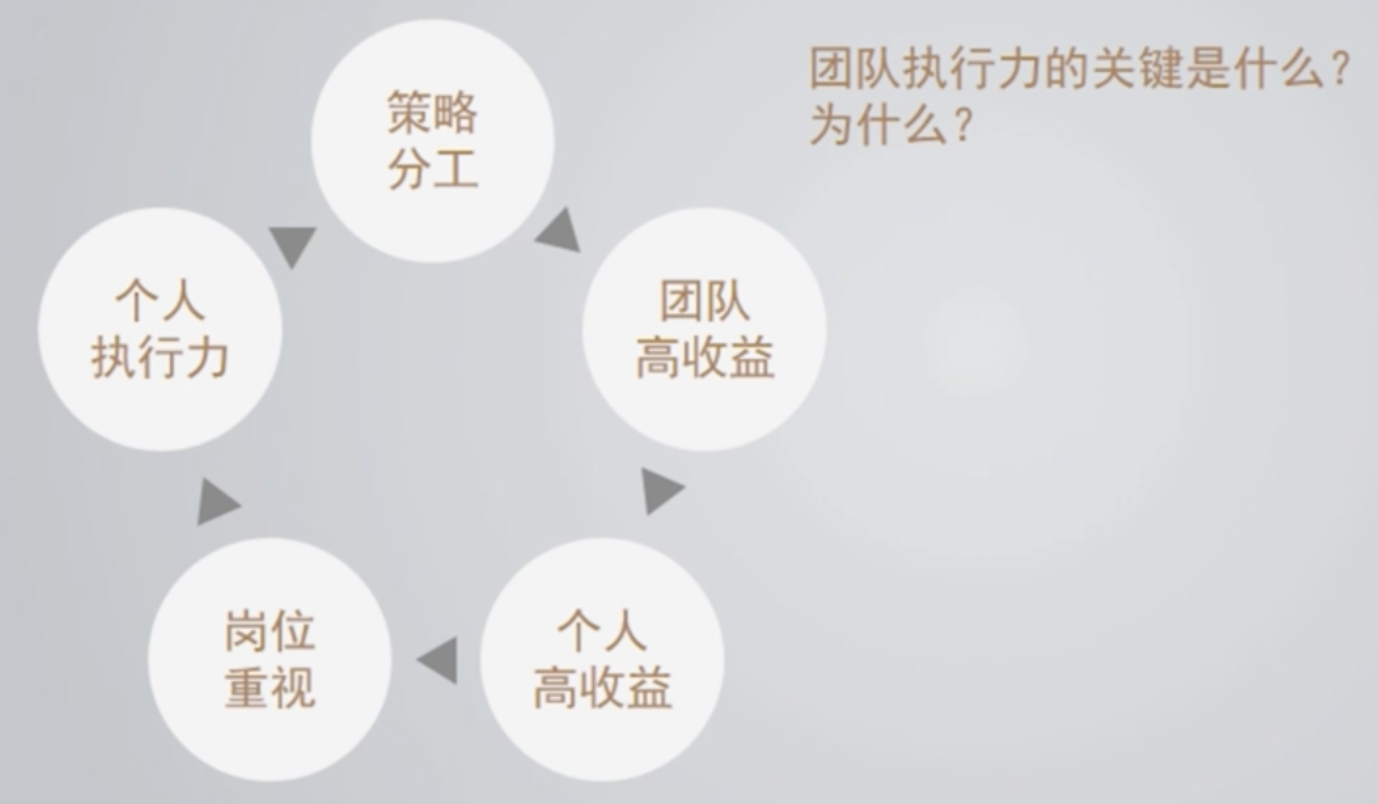 团队执行力的关键是什么？
为什么？
策略
分工
团队
高收益
个人
高收益
岗位
重视
个人
执行力